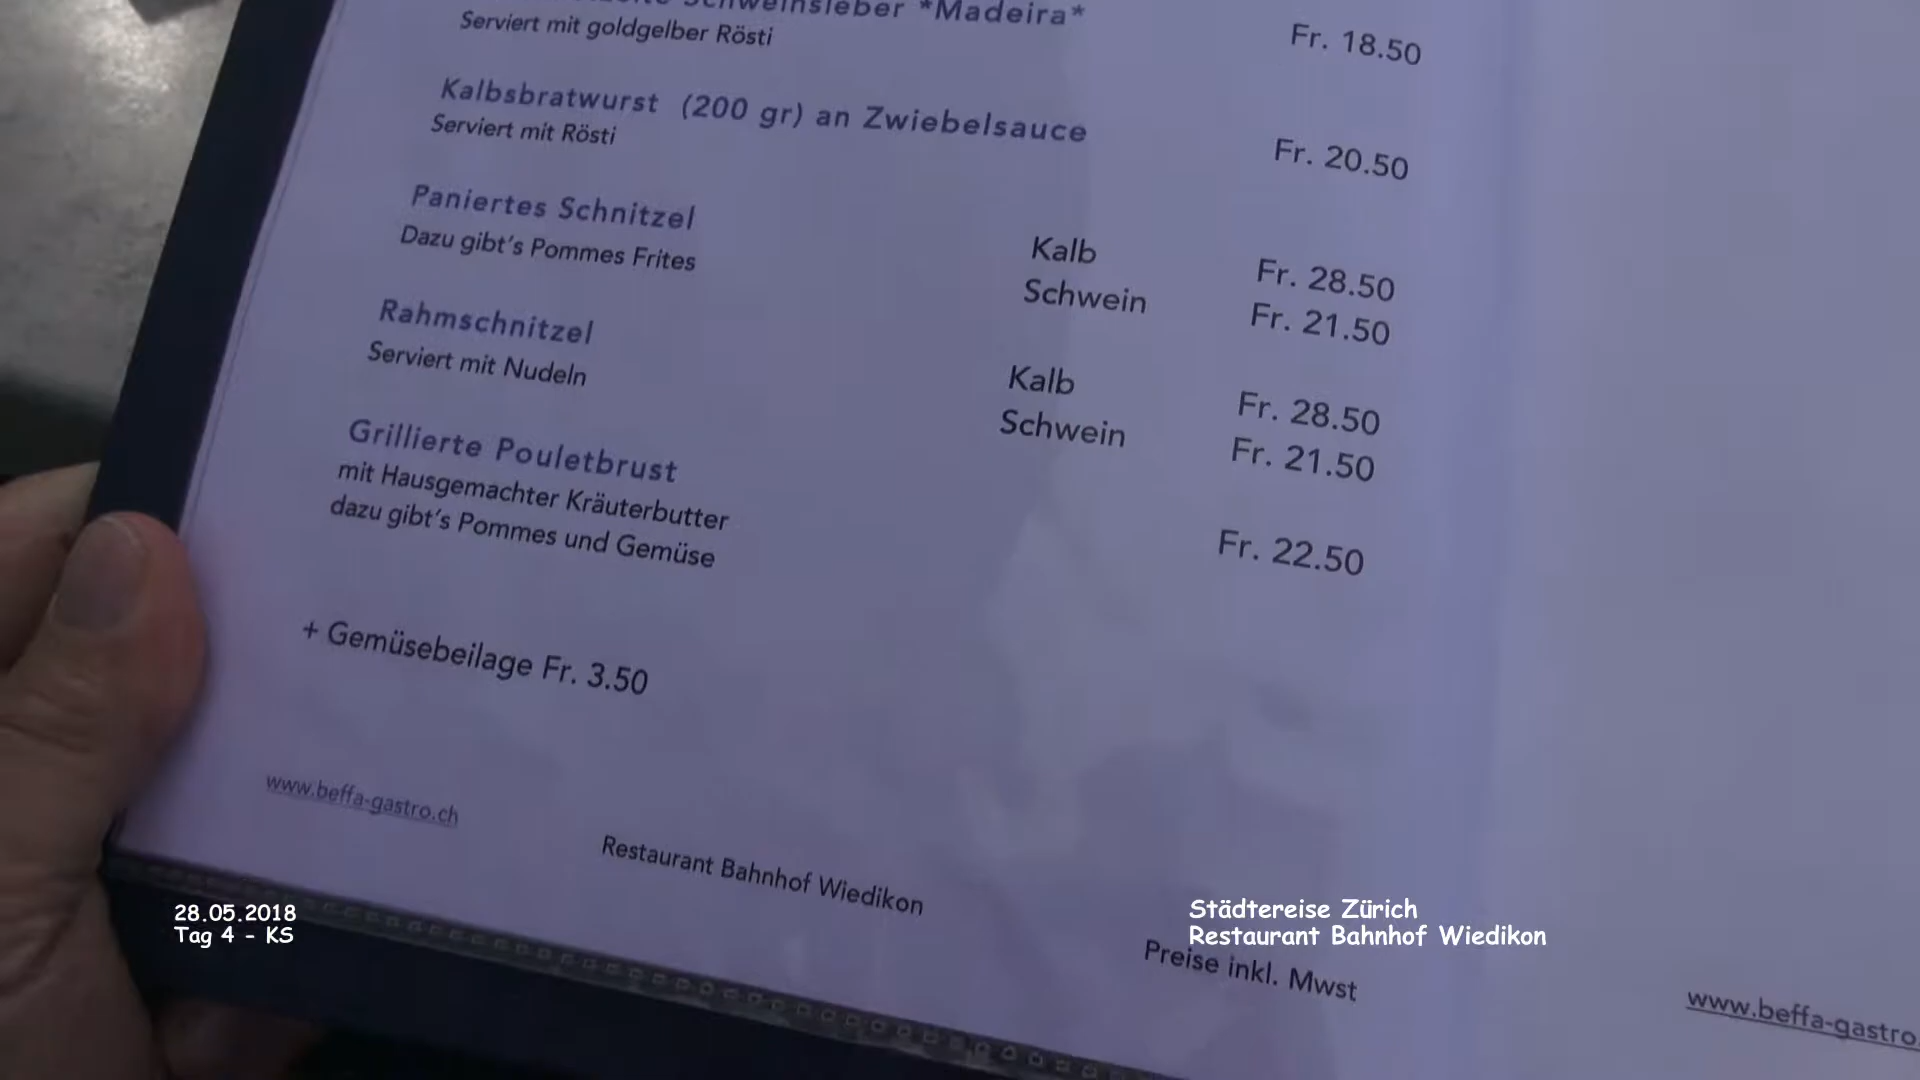 Schweinsleber *Madeira*
Serviert mit goldgelber Rösti
Fr. 18.50
Kalbsbratwurst (200 gr) an Zwiebelsauce
Serviert mit Rösti
Fr. 20.50
Paniertes Schnitzel
Dazu gibt's Pommes Frites
Kalb Fr. 28.50
Schwein Fr. 21.50
Rahmschnitzel
Serviert mit Nudeln
Kalb Fr. 28.50
Schwein Fr. 21.50
Grillierte Pouletbrust
mit Hausgemachter Kräuterbutter
dazu gibt's Pommes und Gemüse
Fr. 22.50
+ Gemüsebeilage Fr. 3.50
www.beffa-gastro.ch
Restaurant Bahnhof Wiedikon
Preise inkl. Mwst
www.beffa-gastro.
28.05.2018
Tag 4 - KS
Städtereise Zürich
Restaurant Bahnhof Wiedikon